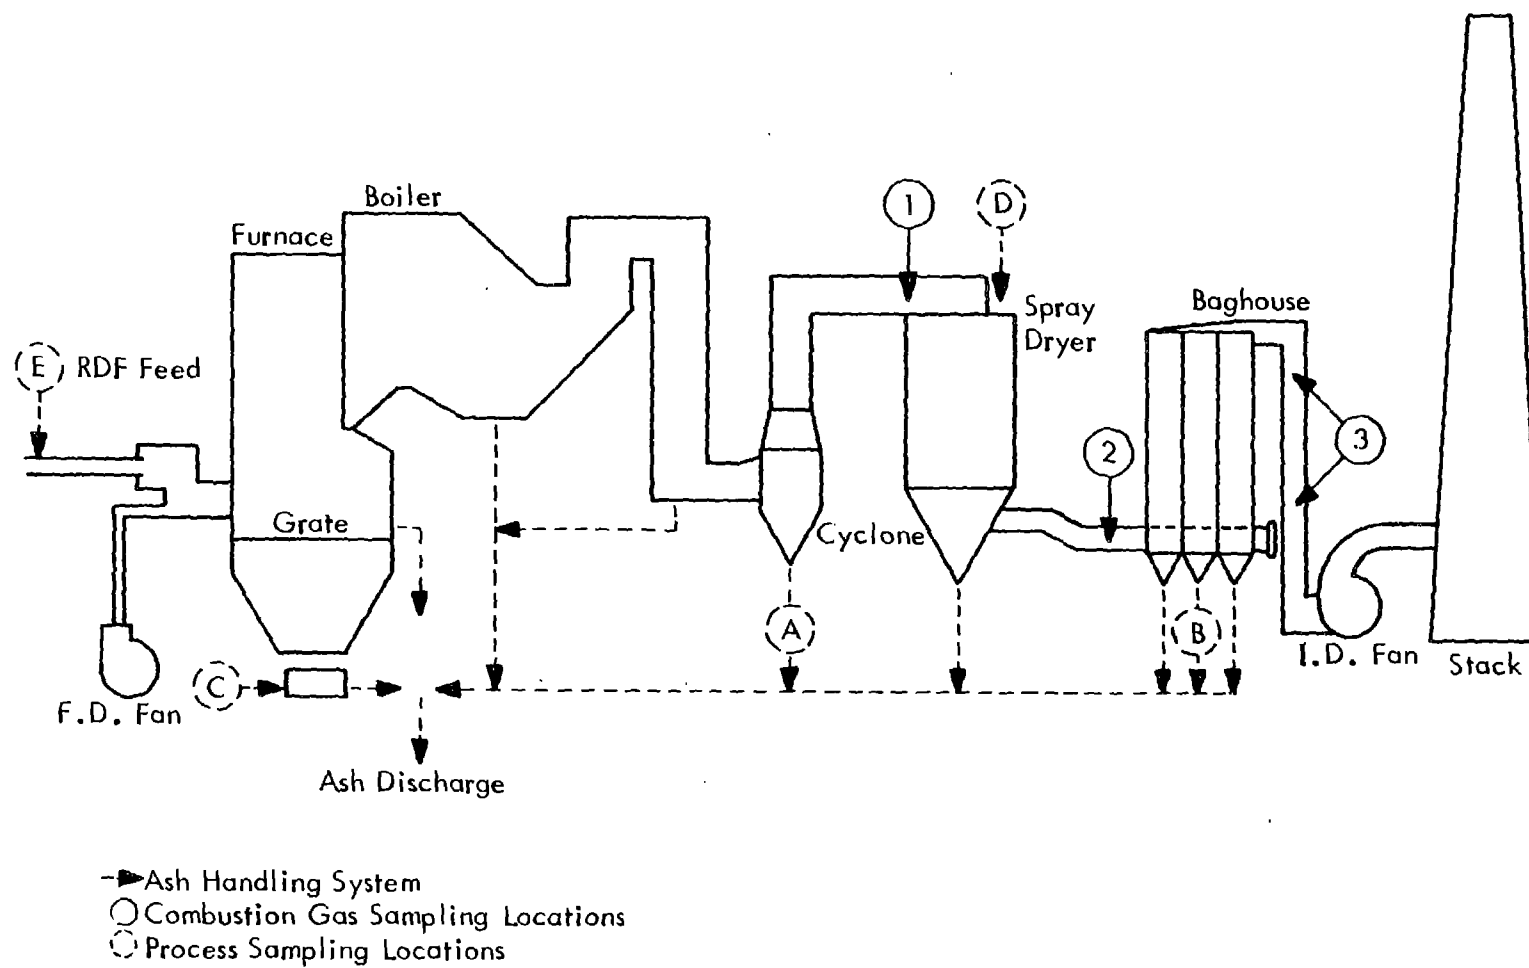 Boiler
Furnace
1
D
Spray
Dryer
Baghouse
E
RDF Feed
3
2
Grate
Cyclone
A
B
I.D. Fan
Stack
C
F.D. Fan
Ash Discharge
Ash Handling System
Combustion Gas Sampling Locations
Process Sampling Locations